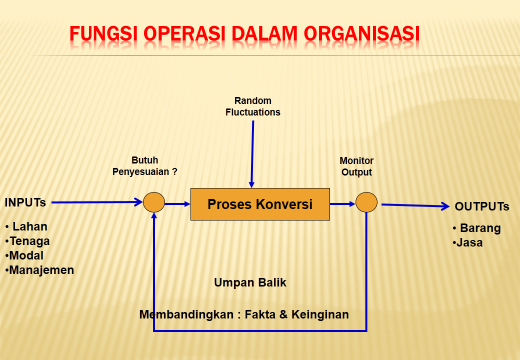 FUNGSI OPERASI DALAM ORGANISASI
Random
Fluctuations
Butuh
Penyesuaian ?
Monitor
Output
INPUTs
Proses Konversi
OUTPUTs
• Lahan
•Tenaga
•Modal
•Manajemen
• Barang
•Jasa
Umpan Balik
Membandingkan : Fakta & Keinginan